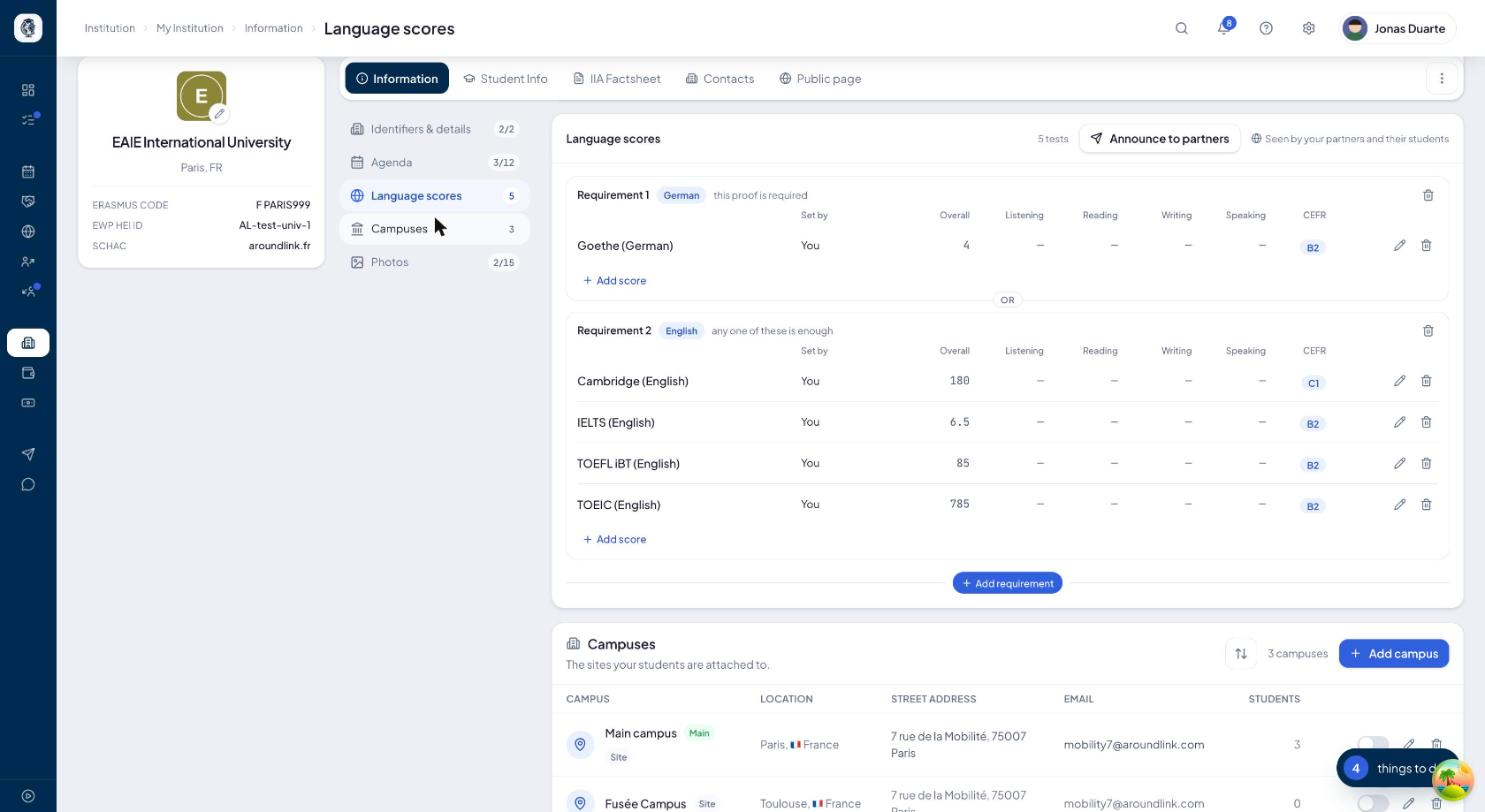 Institution > My Institution > Information > Language scores
8
Jonas Duarte
E
EAIE International University
Paris, FR
ERASMUS CODE F PARIS999
EWP HEI ID AL-test-univ-1
SCHAC aroundlink.fr
Information Student Info IIA Factsheet Contacts Public page
Identifiers & details 2/2
Agenda 3/12
Language scores 5
Campuses 3
Photos 2/15
Language scores 5 tests Announce to partners Seen by your partners and their students
Requirement 1 German this proof is required
Set by Overall Listening Reading Writing Speaking CEFR
Goethe (German) You 4 – – – – B2
+ Add score
OR
Requirement 2 English any one of these is enough
Set by Overall Listening Reading Writing Speaking CEFR
Cambridge (English) You 180 – – – – C1
IELTS (English) You 6.5 – – – – B2
TOEFL iBT (English) You 85 – – – – B2
TOEIC (English) You 785 – – – – B2
+ Add score
+ Add requirement
Campuses
The sites your students are attached to.
3 campuses + Add campus
CAMPUS LOCATION STREET ADDRESS EMAIL STUDENTS
Main campus Main
Site
Paris, France
7 rue de la Mobilité, 75007
Paris
mobility7@aroundlink.com 3
4 things to
Fusée Campus Site Toulouse, France
7 rue de la Mobilité, 75007
Paris
mobility7@aroundlink.com 0